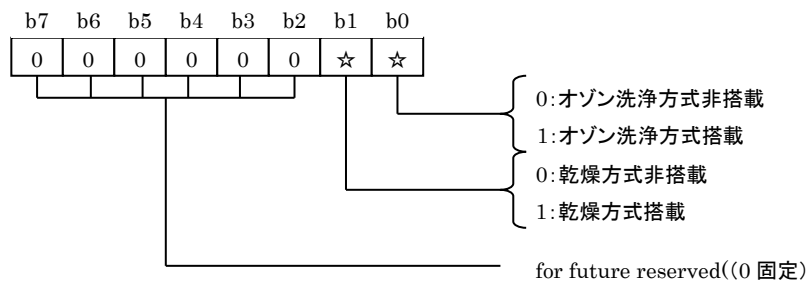 b7 b6 b5 b4 b3 b2 b1 b0
0 0 0 0 0 0 ☆ ☆
0:オゾン洗浄方式非搭載
1:オゾン洗浄方式搭載
0:乾燥方式非搭載
1:乾燥方式搭載
for future reserved((0 固定)